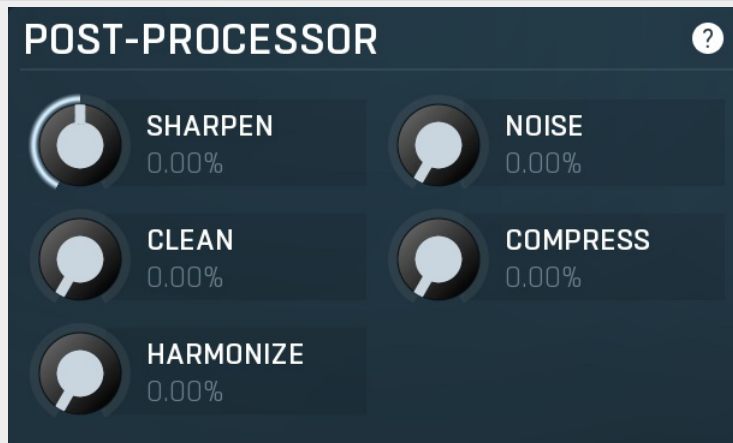 POST-PROCESSOR
?
SHARPEN
0.00%
NOISE
0.00%
CLEAN
0.00%
COMPRESS
0.00%
HARMONIZE
0.00%